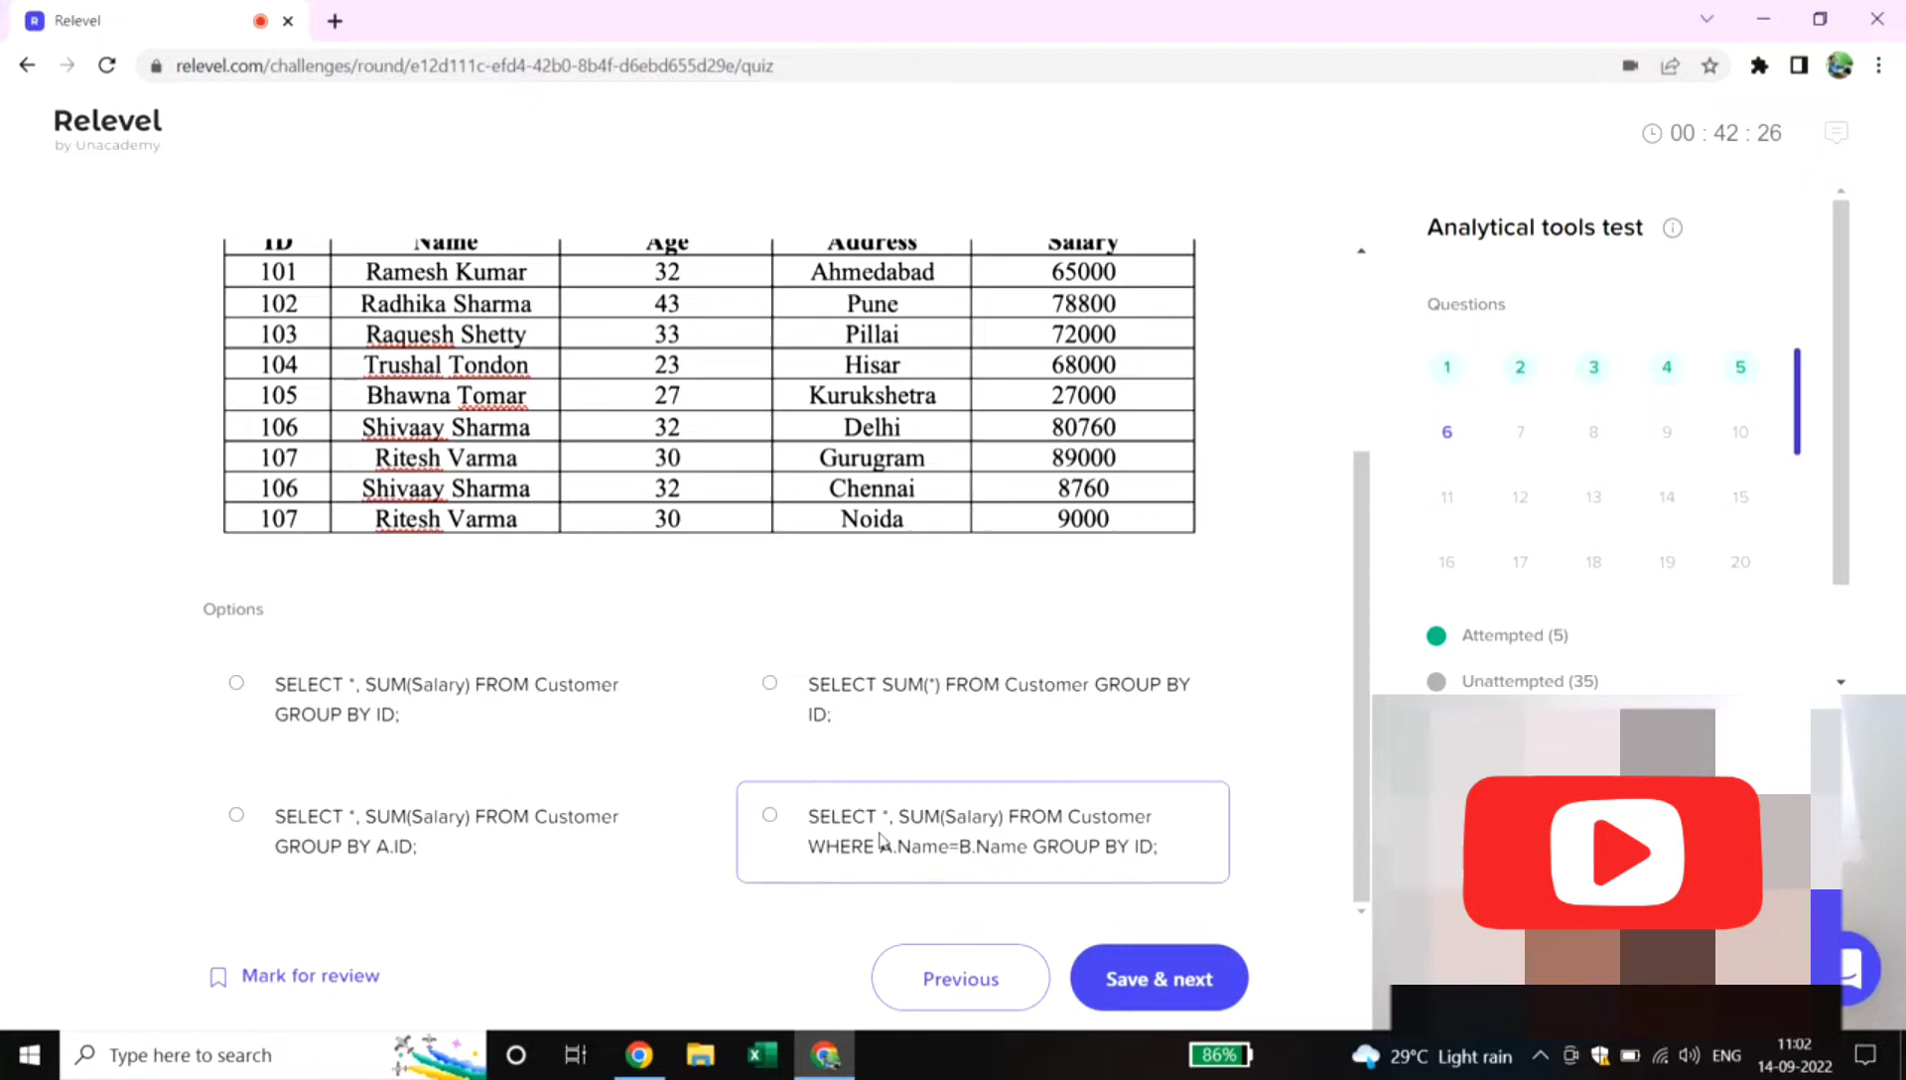 R Relevel
relevel.com/challenges/round/e12d111c-efd4-42b0-8b4f-d6ebd655d29e/quiz
Relevel
by Unacademy
00 : 42 : 26
ID Name Age Address Salary
101 Ramesh Kumar 32 Ahmedabad 65000
102 Radhika Sharma 43 Pune 78800
103 Raquesh Shetty 33 Pillai 72000
104 Trushal Tondon 23 Hisar 68000
105 Bhawna Tomar 27 Kurukshetra 27000
106 Shivaay Sharma 32 Delhi 80760
107 Ritesh Varma 30 Gurugram 89000
106 Shivaay Sharma 32 Chennai 8760
107 Ritesh Varma 30 Noida 9000
Options
SELECT *, SUM(Salary) FROM Customer
GROUP BY ID;
SELECT SUM(*) FROM Customer GROUP BY
ID;
SELECT *, SUM(Salary) FROM Customer
GROUP BY A.ID;
SELECT *, SUM(Salary) FROM Customer
WHERE A.Name=B.Name GROUP BY ID;
Mark for review
Previous
Save & next
Analytical tools test
Questions
1 2 3 4 5
6 7 8 9 10
11 12 13 14 15
16 17 18 19 20
Attempted (5)
Unattempted (35)
Type here to search
86%
29°C Light rain
ENG
11:02
14-09-2022